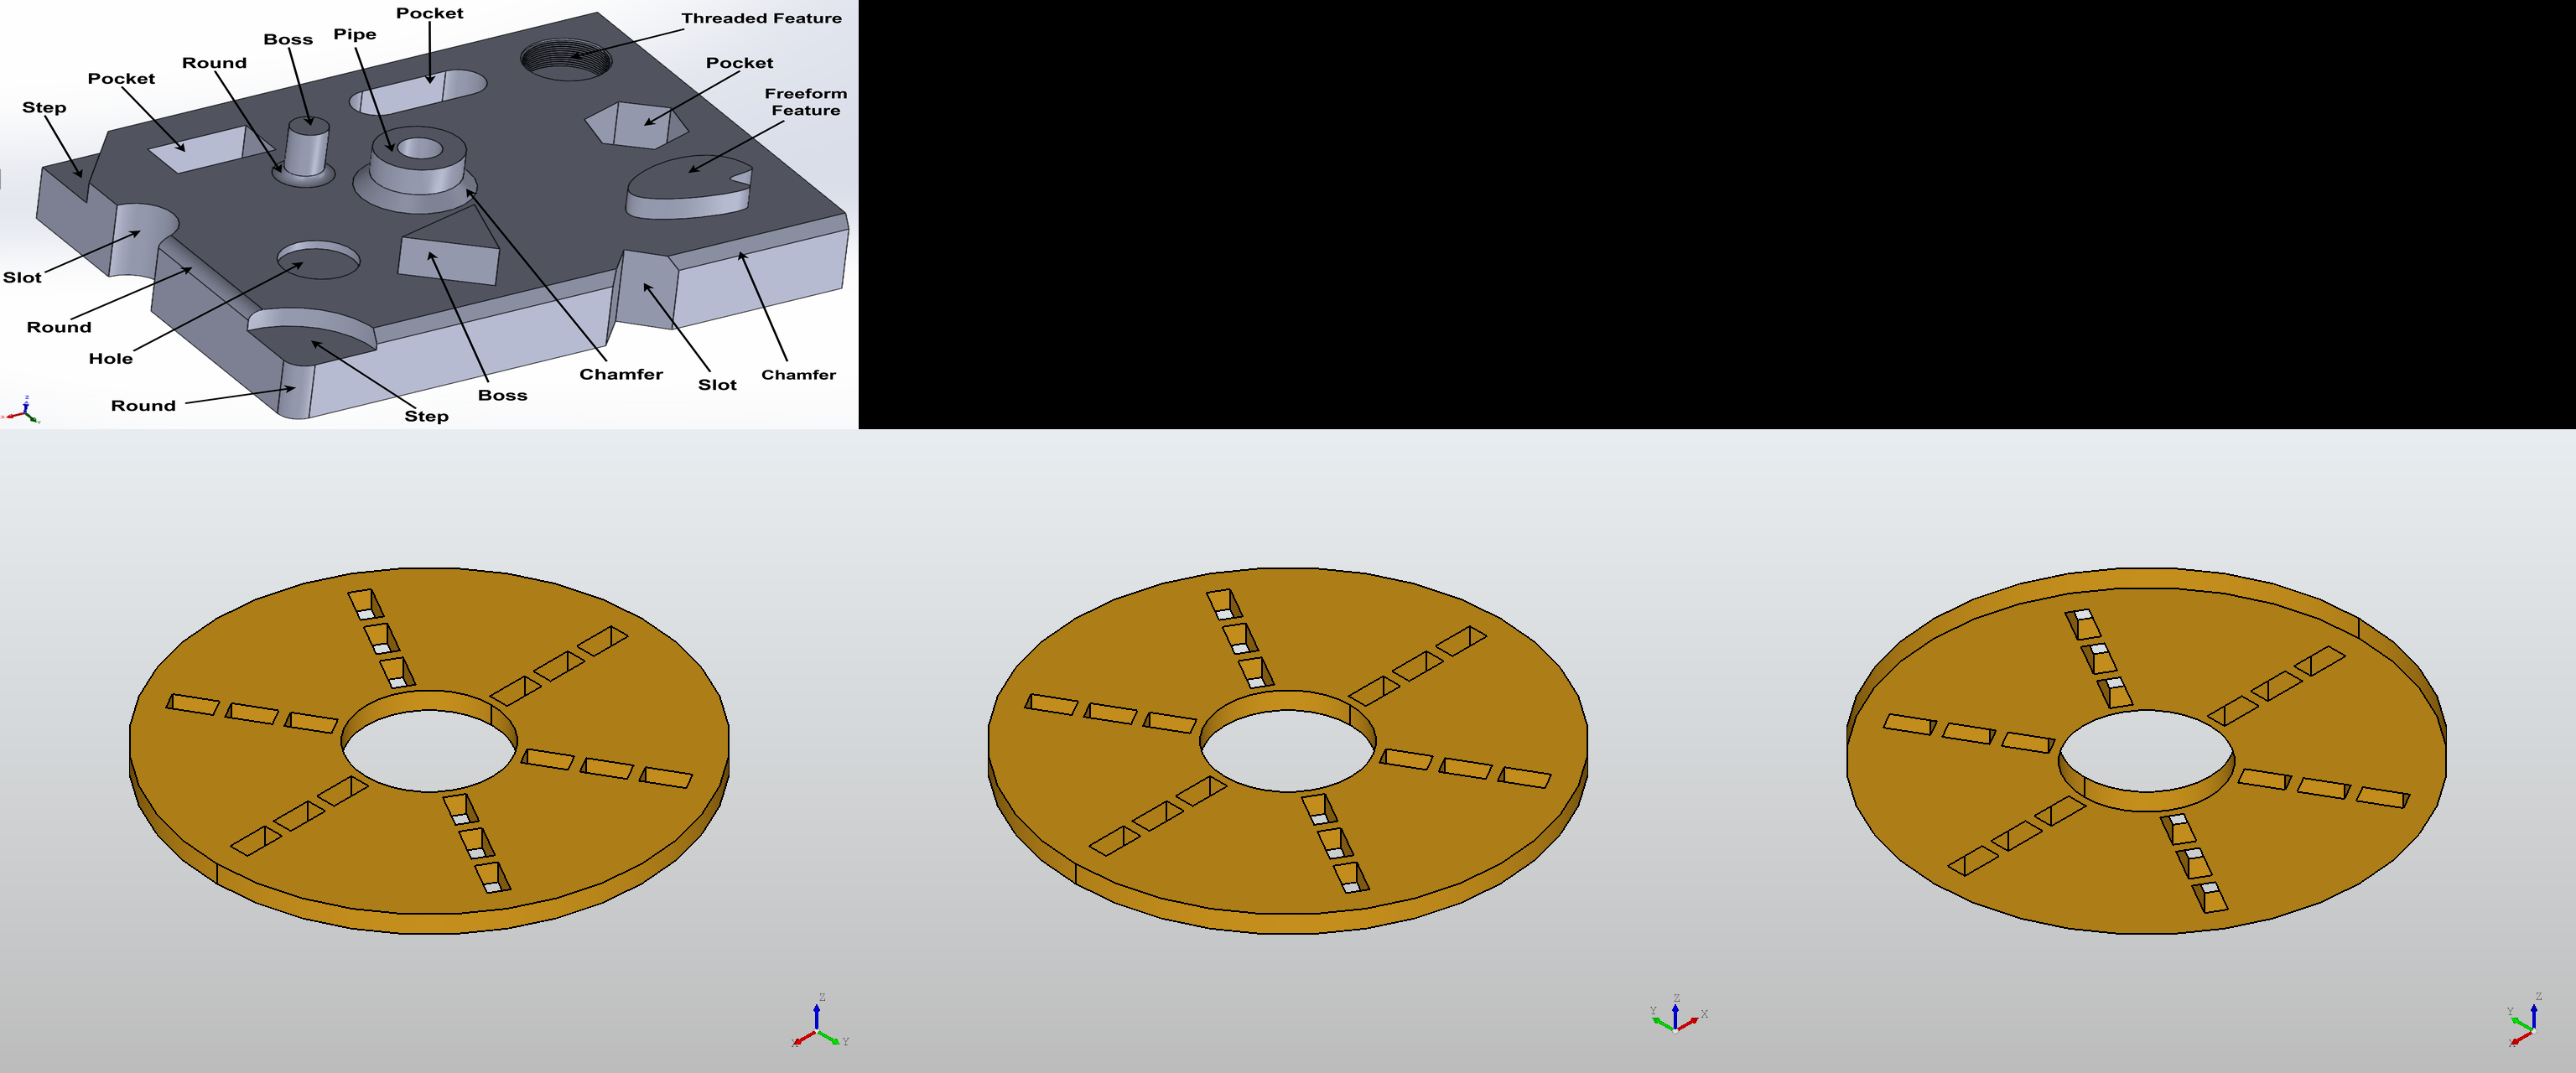 Pocket
Threaded Feature
Boss
Pipe
Round
Pocket
Pocket
Freeform
Feature
Step
Slot
Round
Hole
Chamfer
Slot
Chamfer
Boss
Round
Step
Z
X
Y
Z
Y
X
Z
Y
X